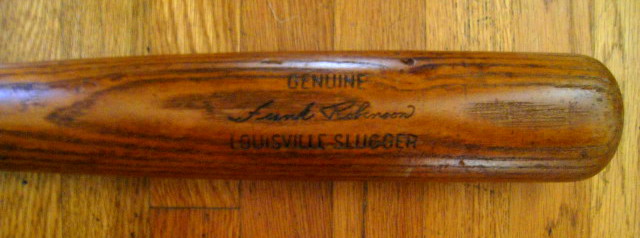 GENUINE
Frank Robinson
LOUISVILLE SLUGGER